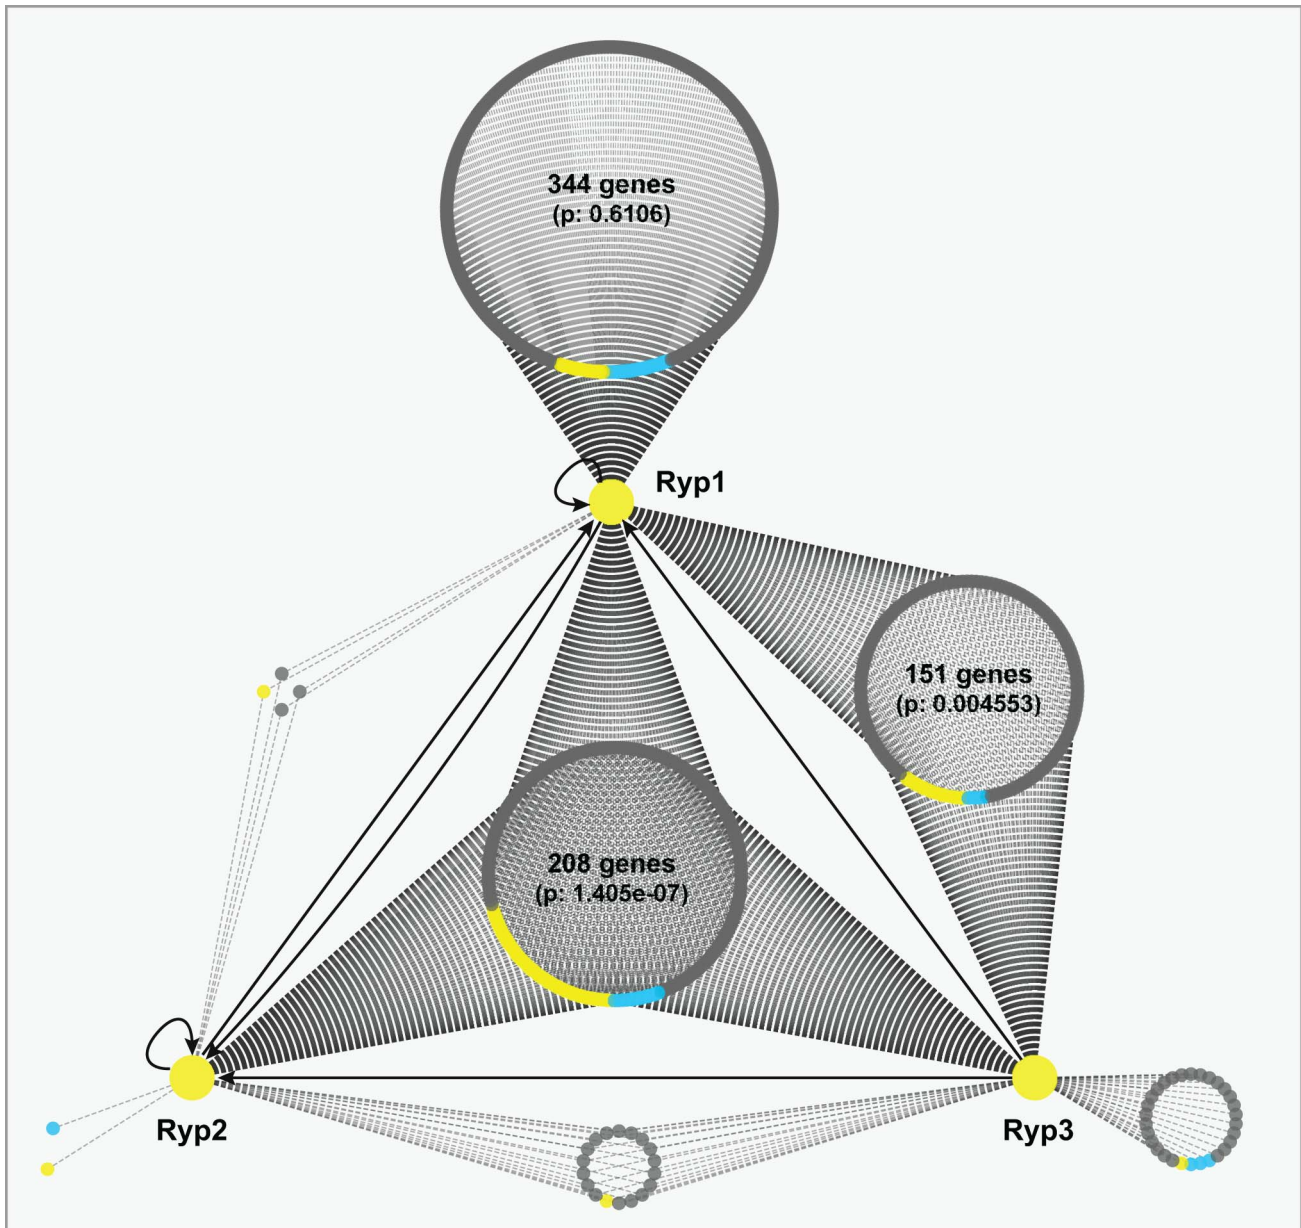 344 genes
(p: 0.6106)
Ryp1
151 genes
(p: 0.004553)
208 genes
(p: 1.405e-07)
Ryp2
Ryp3